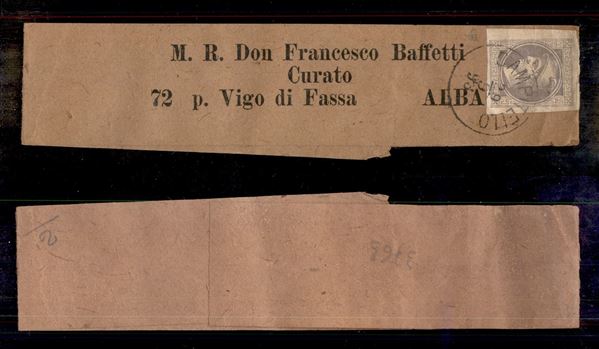 M. R. Don Francesco Baffetti
Curato
72 p. Vigo di Fassa ALBA